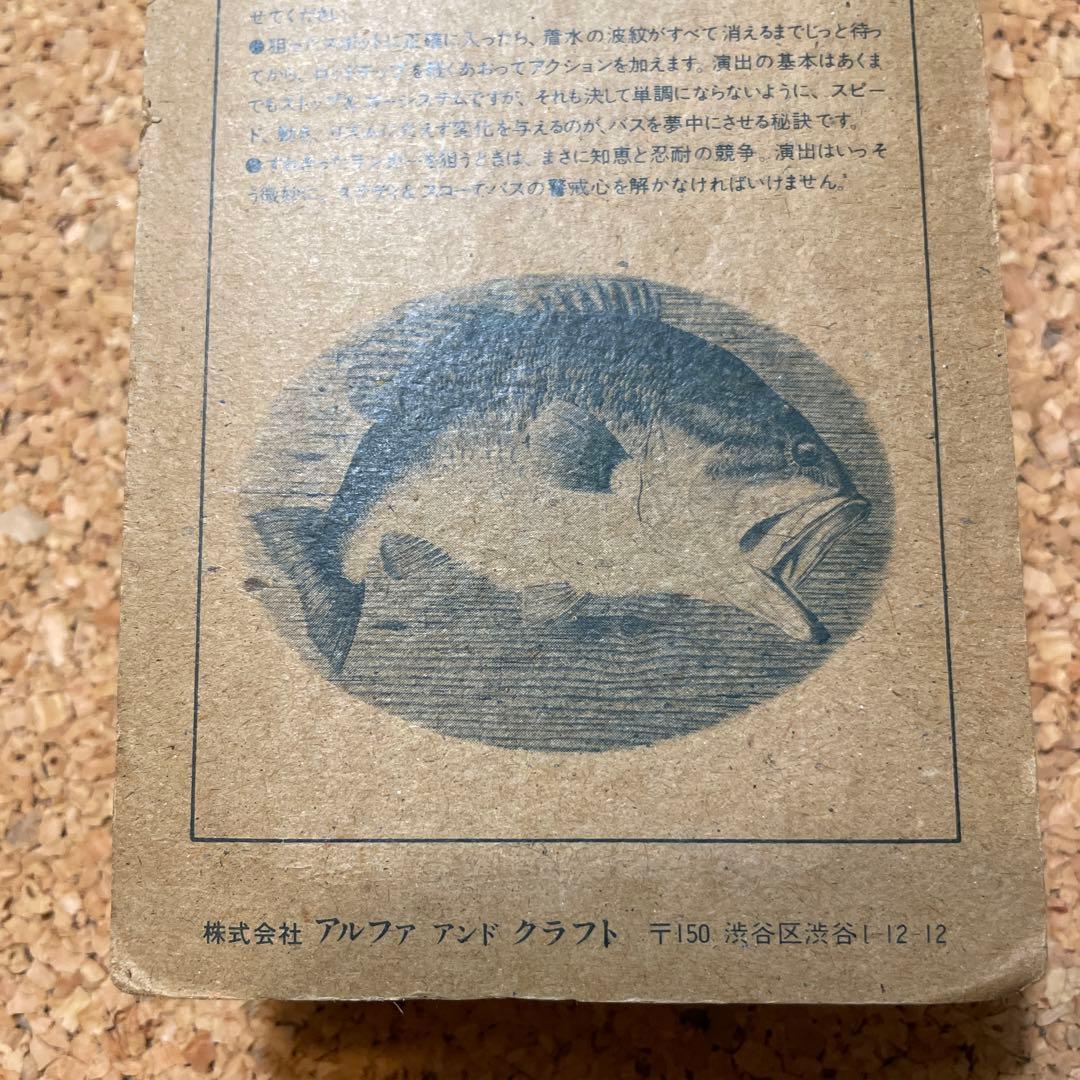 せてください。
●狙ったスポットに正確に入ったら、着水の波紋がすべて消えるまでじっと待っ
てから、ロッドティップを軽くあおってアクションを加えます。演出の基本はあくま
でもストップ&ゴーシステムですが、それも決して単調にならないように、スピー
ド、動き、リズムに絶えず変化を与えるのが、バスを夢中にさせる秘訣です。
●すれきったランカーを狙うときは、まさに知恵と忍耐の競争。演出はいっそ
う微妙に、ステディ&スローでバスの警戒心を解かなければいけません。
株式会社 アルファ アンド クラフト 〒150 渋谷区渋谷1-12-12